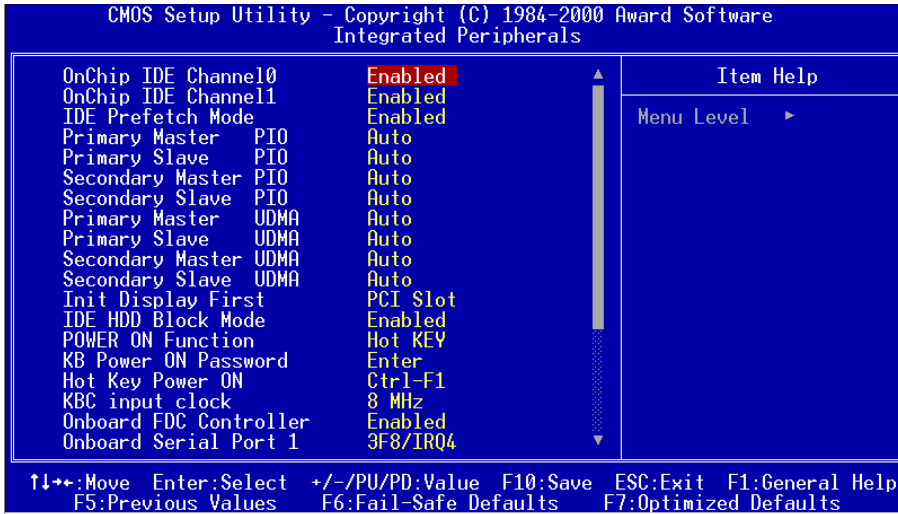 CMOS Setup Utility - Copyright (C) 1984-2000 Award Software
Integrated Peripherals
OnChip IDE Channel0 Enabled
OnChip IDE Channel1 Enabled
IDE Prefetch Mode Enabled
Primary Master PIO Auto
Primary Slave PIO Auto
Secondary Master PIO Auto
Secondary Slave PIO Auto
Primary Master UDMA Auto
Primary Slave UDMA Auto
Secondary Master UDMA Auto
Secondary Slave UDMA Auto
Init Display First PCI Slot
IDE HDD Block Mode Enabled
POWER ON Function Hot KEY
KB Power ON Password Enter
Hot Key Power ON Ctrl-F1
KBC input clock 8 MHz
Onboard FDC Controller Enabled
Onboard Serial Port 1 3F8/IRQ4
Item Help
Menu Level ►
↑↓→←:Move Enter:Select +/-/PU/PD:Value F10:Save ESC:Exit F1:General Help
F5:Previous Values F6:Fail-Safe Defaults F7:Optimized Defaults